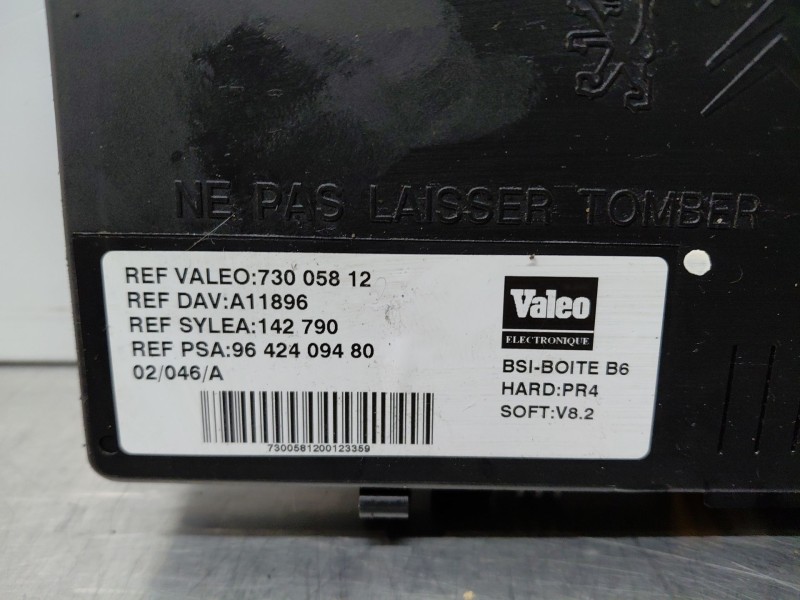 NE PAS LAISSER TOMBER
REF VALEO:730 058 12
REF DAV:A11896
REF SYLEA:142 790
REF PSA:96 424 094 80
02/046/A
7300581200123359
Valeo
ELECTRONIQUE
BSI-BOITE B6
HARD:PR4
SOFT:V8.2